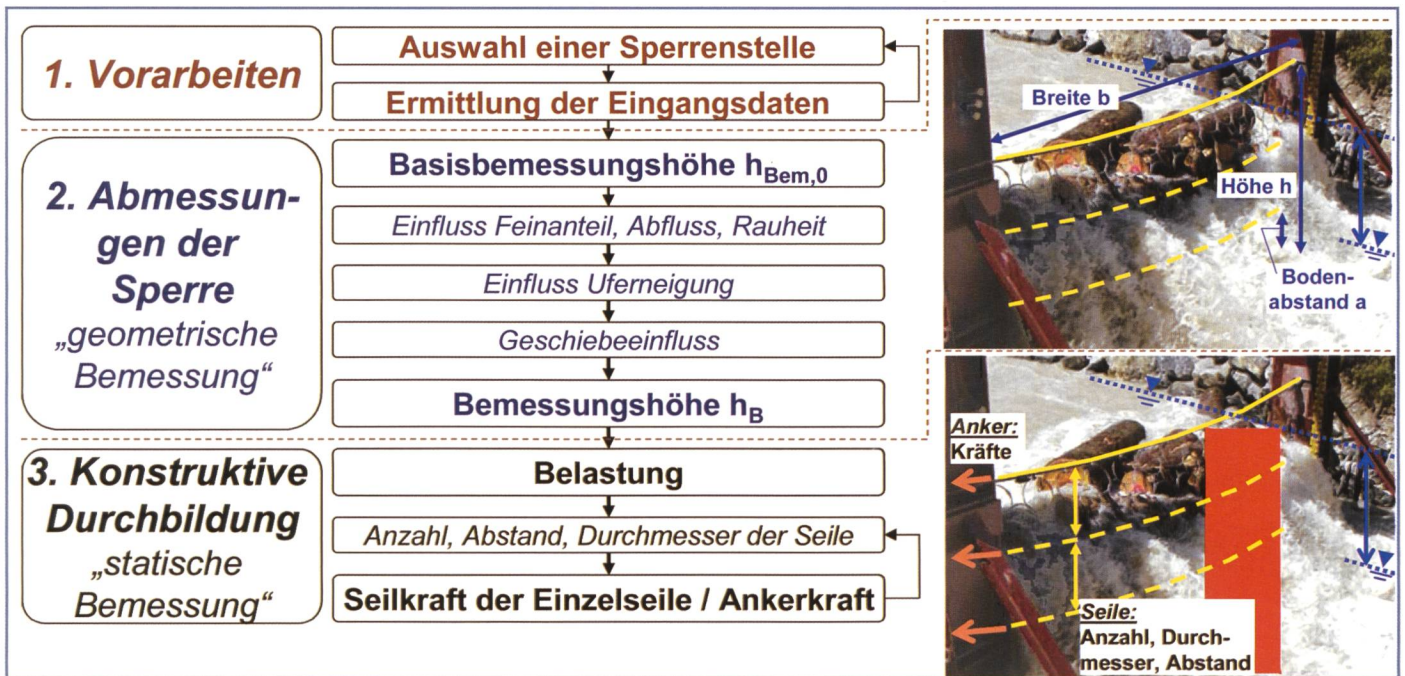 1. Vorarbeiten
Auswahl einer Sperrenstelle
Ermittlung der Eingangsdaten
2. Abmessun-
gen der
Sperre
„geometrische
Bemessung“
Basisbemessungshöhe hBem,0
Einfluss Feinanteil, Abfluss, Rauheit
Einfluss Uferneigung
Geschiebeeinfluss
Bemessungshöhe hB
3. Konstruktive
Durchbildung
„statische
Bemessung“
Belastung
Anzahl, Abstand, Durchmesser der Seile
Seilkraft der Einzelseile / Ankerkraft
Breite b
Höhe h
Boden-
abstand a
Anker:
Kräfte
Seile:
Anzahl, Durch-
messer, Abstand